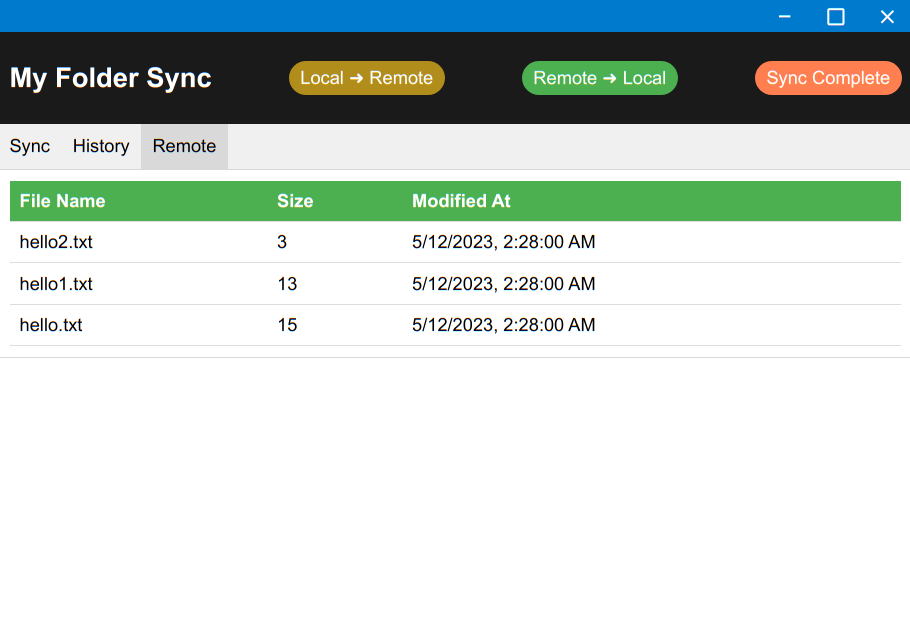 My Folder Sync Local ➜ Remote Remote ➜ Local Sync Complete
Sync History Remote
File Name Size Modified At
hello2.txt 3 5/12/2023, 2:28:00 AM
hello1.txt 13 5/12/2023, 2:28:00 AM
hello.txt 15 5/12/2023, 2:28:00 AM